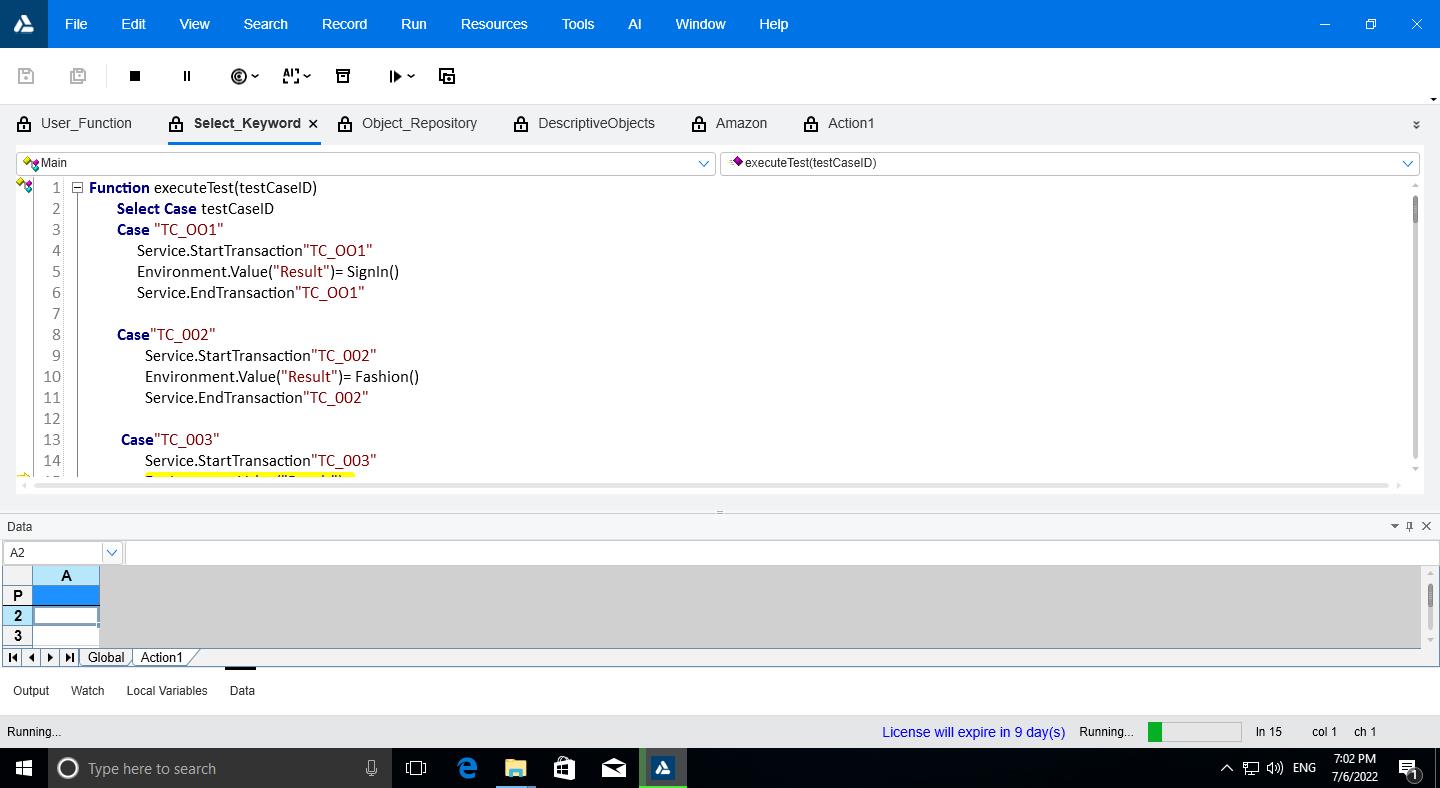 File Edit View Search Record Run Resources Tools AI Window Help
AI
User_Function Select_Keyword Object_Repository DescriptiveObjects Amazon Action1
Main executeTest(testCaseID)
1 Function executeTest(testCaseID)
2 Select Case testCaseID
3 Case "TC_OO1"
4 Service.StartTransaction"TC_OO1"
5 Environment.Value("Result")= SignIn()
6 Service.EndTransaction"TC_OO1"
7
8 Case"TC_002"
9 Service.StartTransaction"TC_002"
10 Environment.Value("Result")= Fashion()
11 Service.EndTransaction"TC_002"
12
13 Case"TC_003"
14 Service.StartTransaction"TC_003"
Data
A2
A
P
2
3
Global Action1
Output Watch Local Variables Data
Running... License will expire in 9 day(s) Running... ln 15 col 1 ch 1
Type here to search ENG 7:02 PM
7/6/2022 1